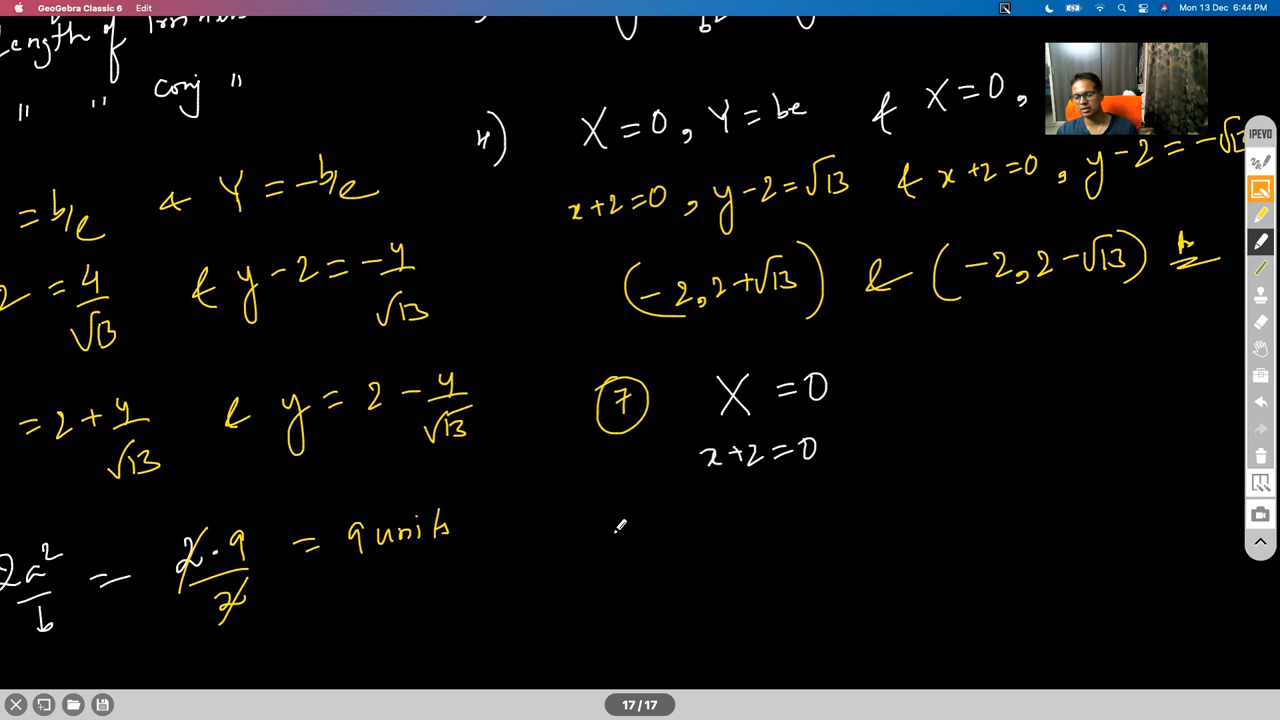 GeoGebra Classic 6 Edit Mon 13 Dec 6:44 PM
Length of
" " conj "
= b/e & Y = -b/e
2 = 4/√13 & y - 2 = -4/√13
= 2 + 4/√13 & y = 2 - 4/√13
2a²/b = 2·9/2 = 9 units
4) X = 0, Y = be & X = 0,
x+2=0, y-2=√13 & x+2=0, y-2=-√13
(-2, 2+√13) & (-2, 2-√13)
7 X = 0
x+2=0
IPEVO
17/17